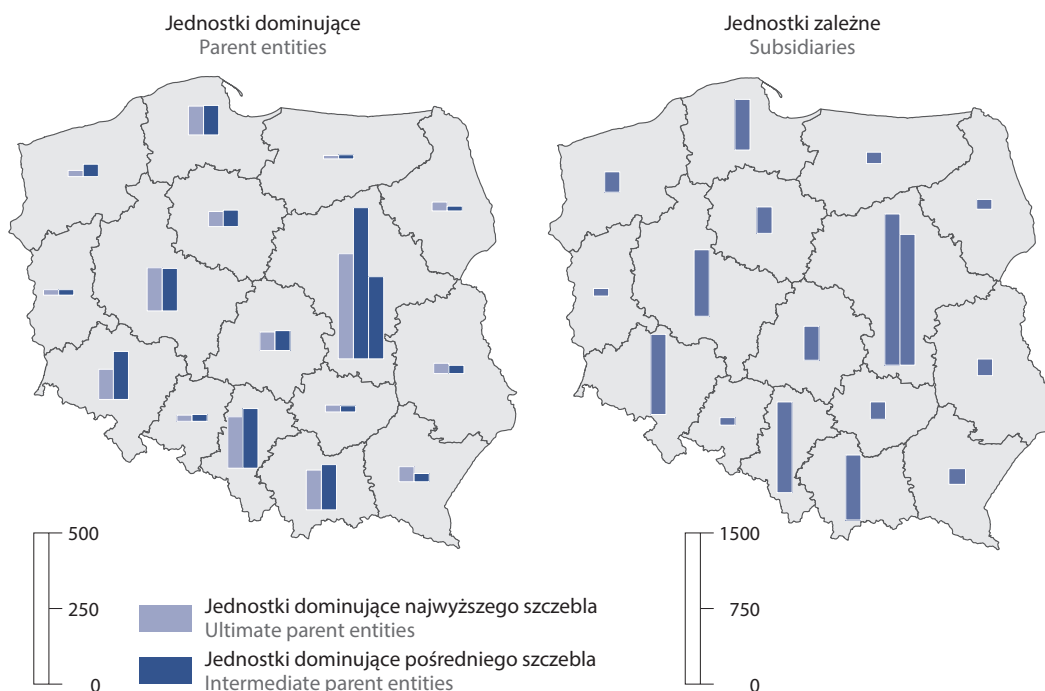 Jednostki dominujące
Parent entities
Jednostki zależne
Subsidiaries
500
250
0
Jednostki dominujące najwyższego szczebla
Ultimate parent entities
Jednostki dominujące pośredniego szczebla
Intermediate parent entities
1500
750
0